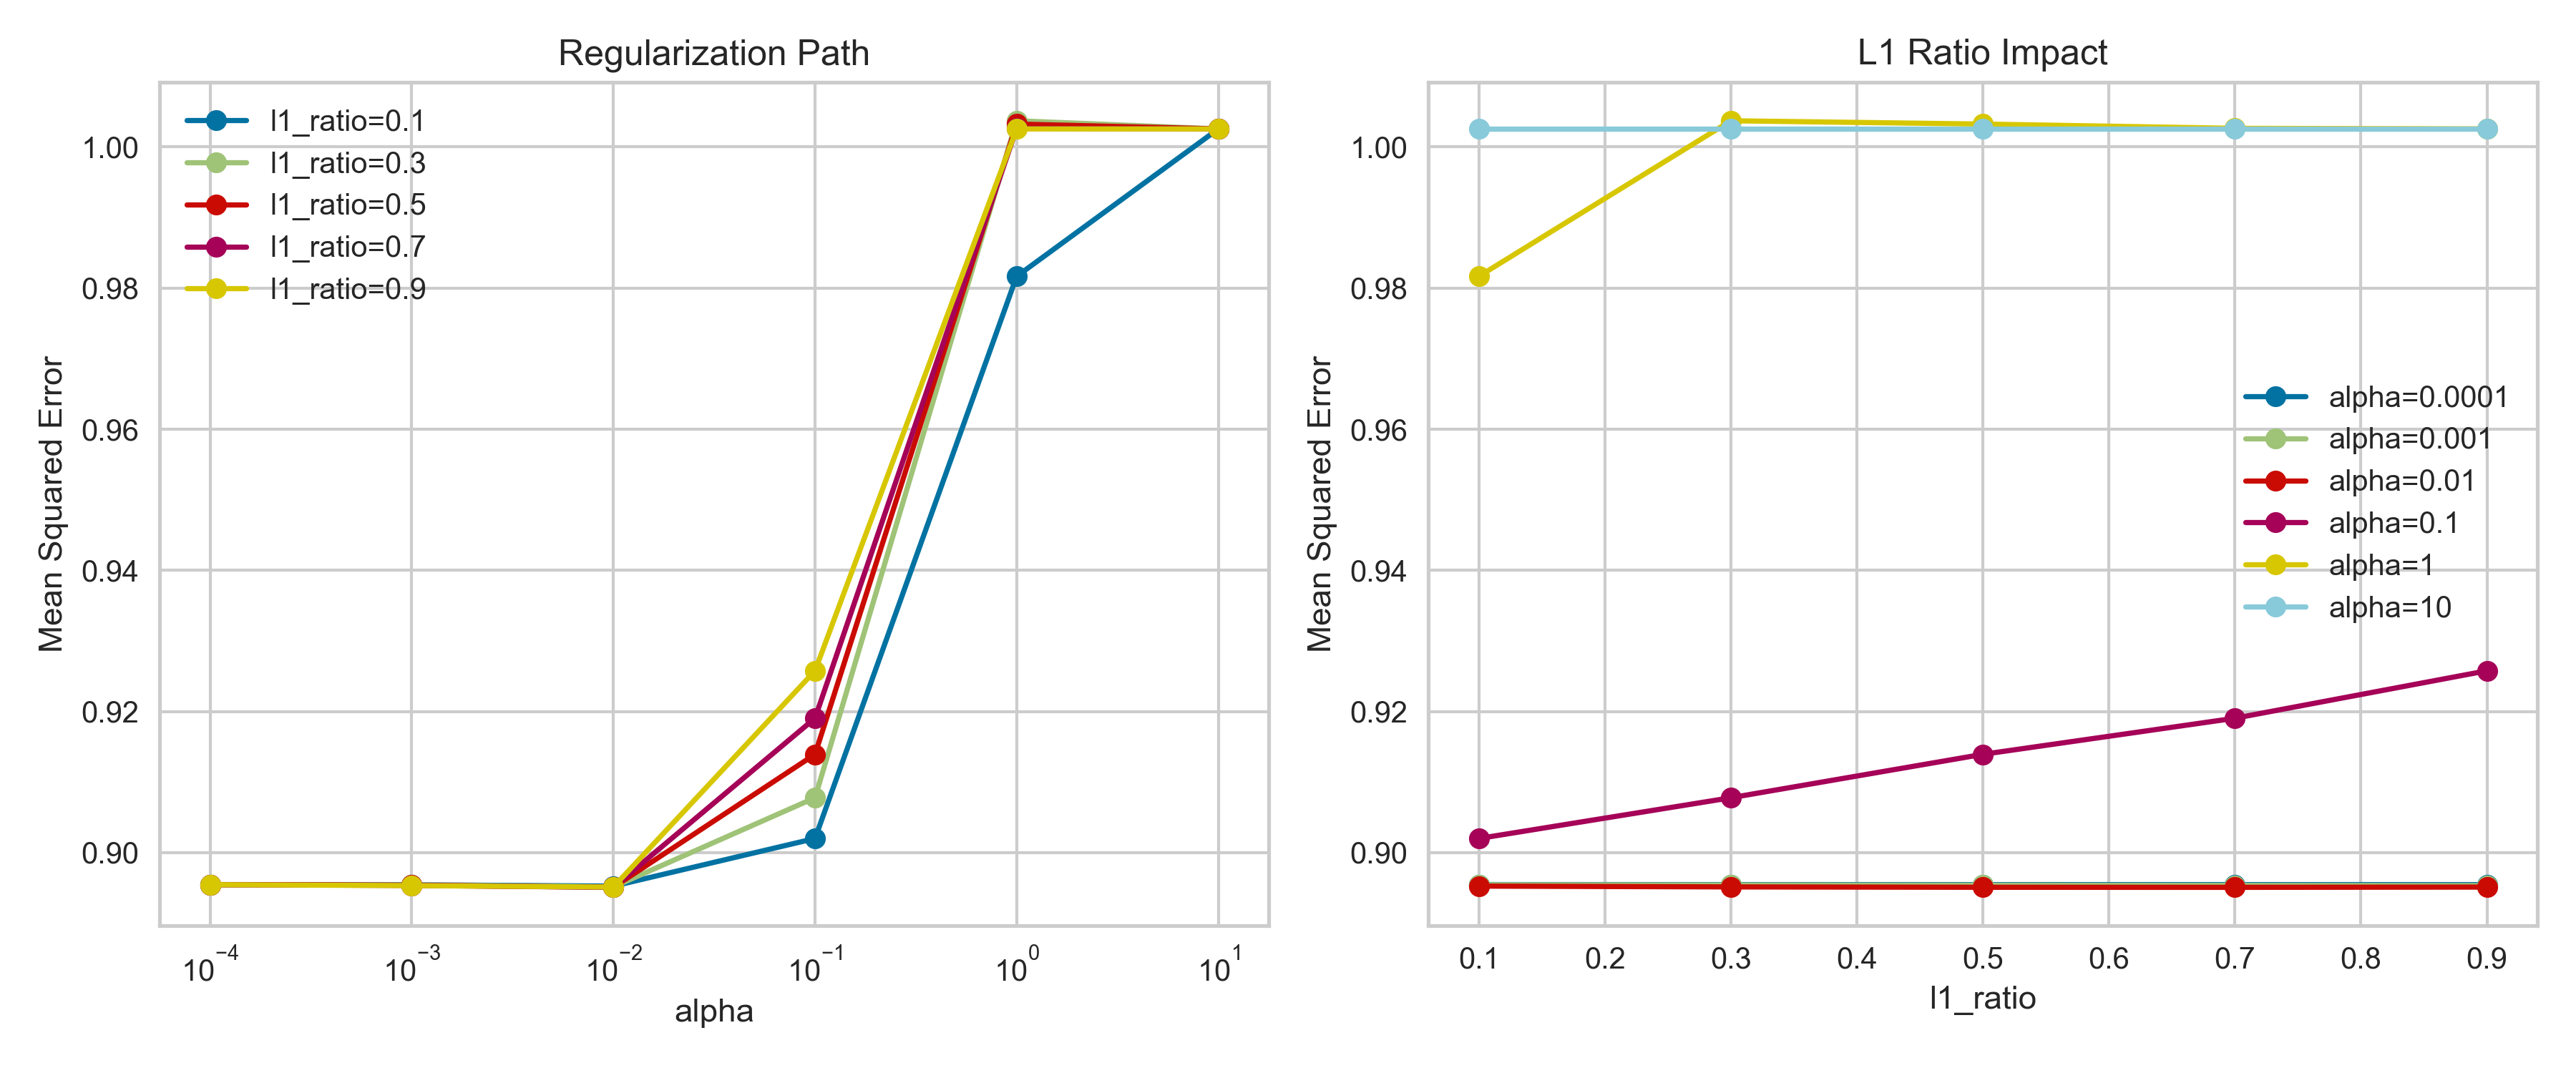 Regularization Path
Mean Squared Error
1.00
0.98
0.96
0.94
0.92
0.90
l1_ratio=0.1
l1_ratio=0.3
l1_ratio=0.5
l1_ratio=0.7
l1_ratio=0.9
10⁻⁴ 10⁻³ 10⁻² 10⁻¹ 10⁰ 10¹
alpha
L1 Ratio Impact
Mean Squared Error
1.00
0.98
0.96
0.94
0.92
0.90
alpha=0.0001
alpha=0.001
alpha=0.01
alpha=0.1
alpha=1
alpha=10
0.1 0.2 0.3 0.4 0.5 0.6 0.7 0.8 0.9
l1_ratio